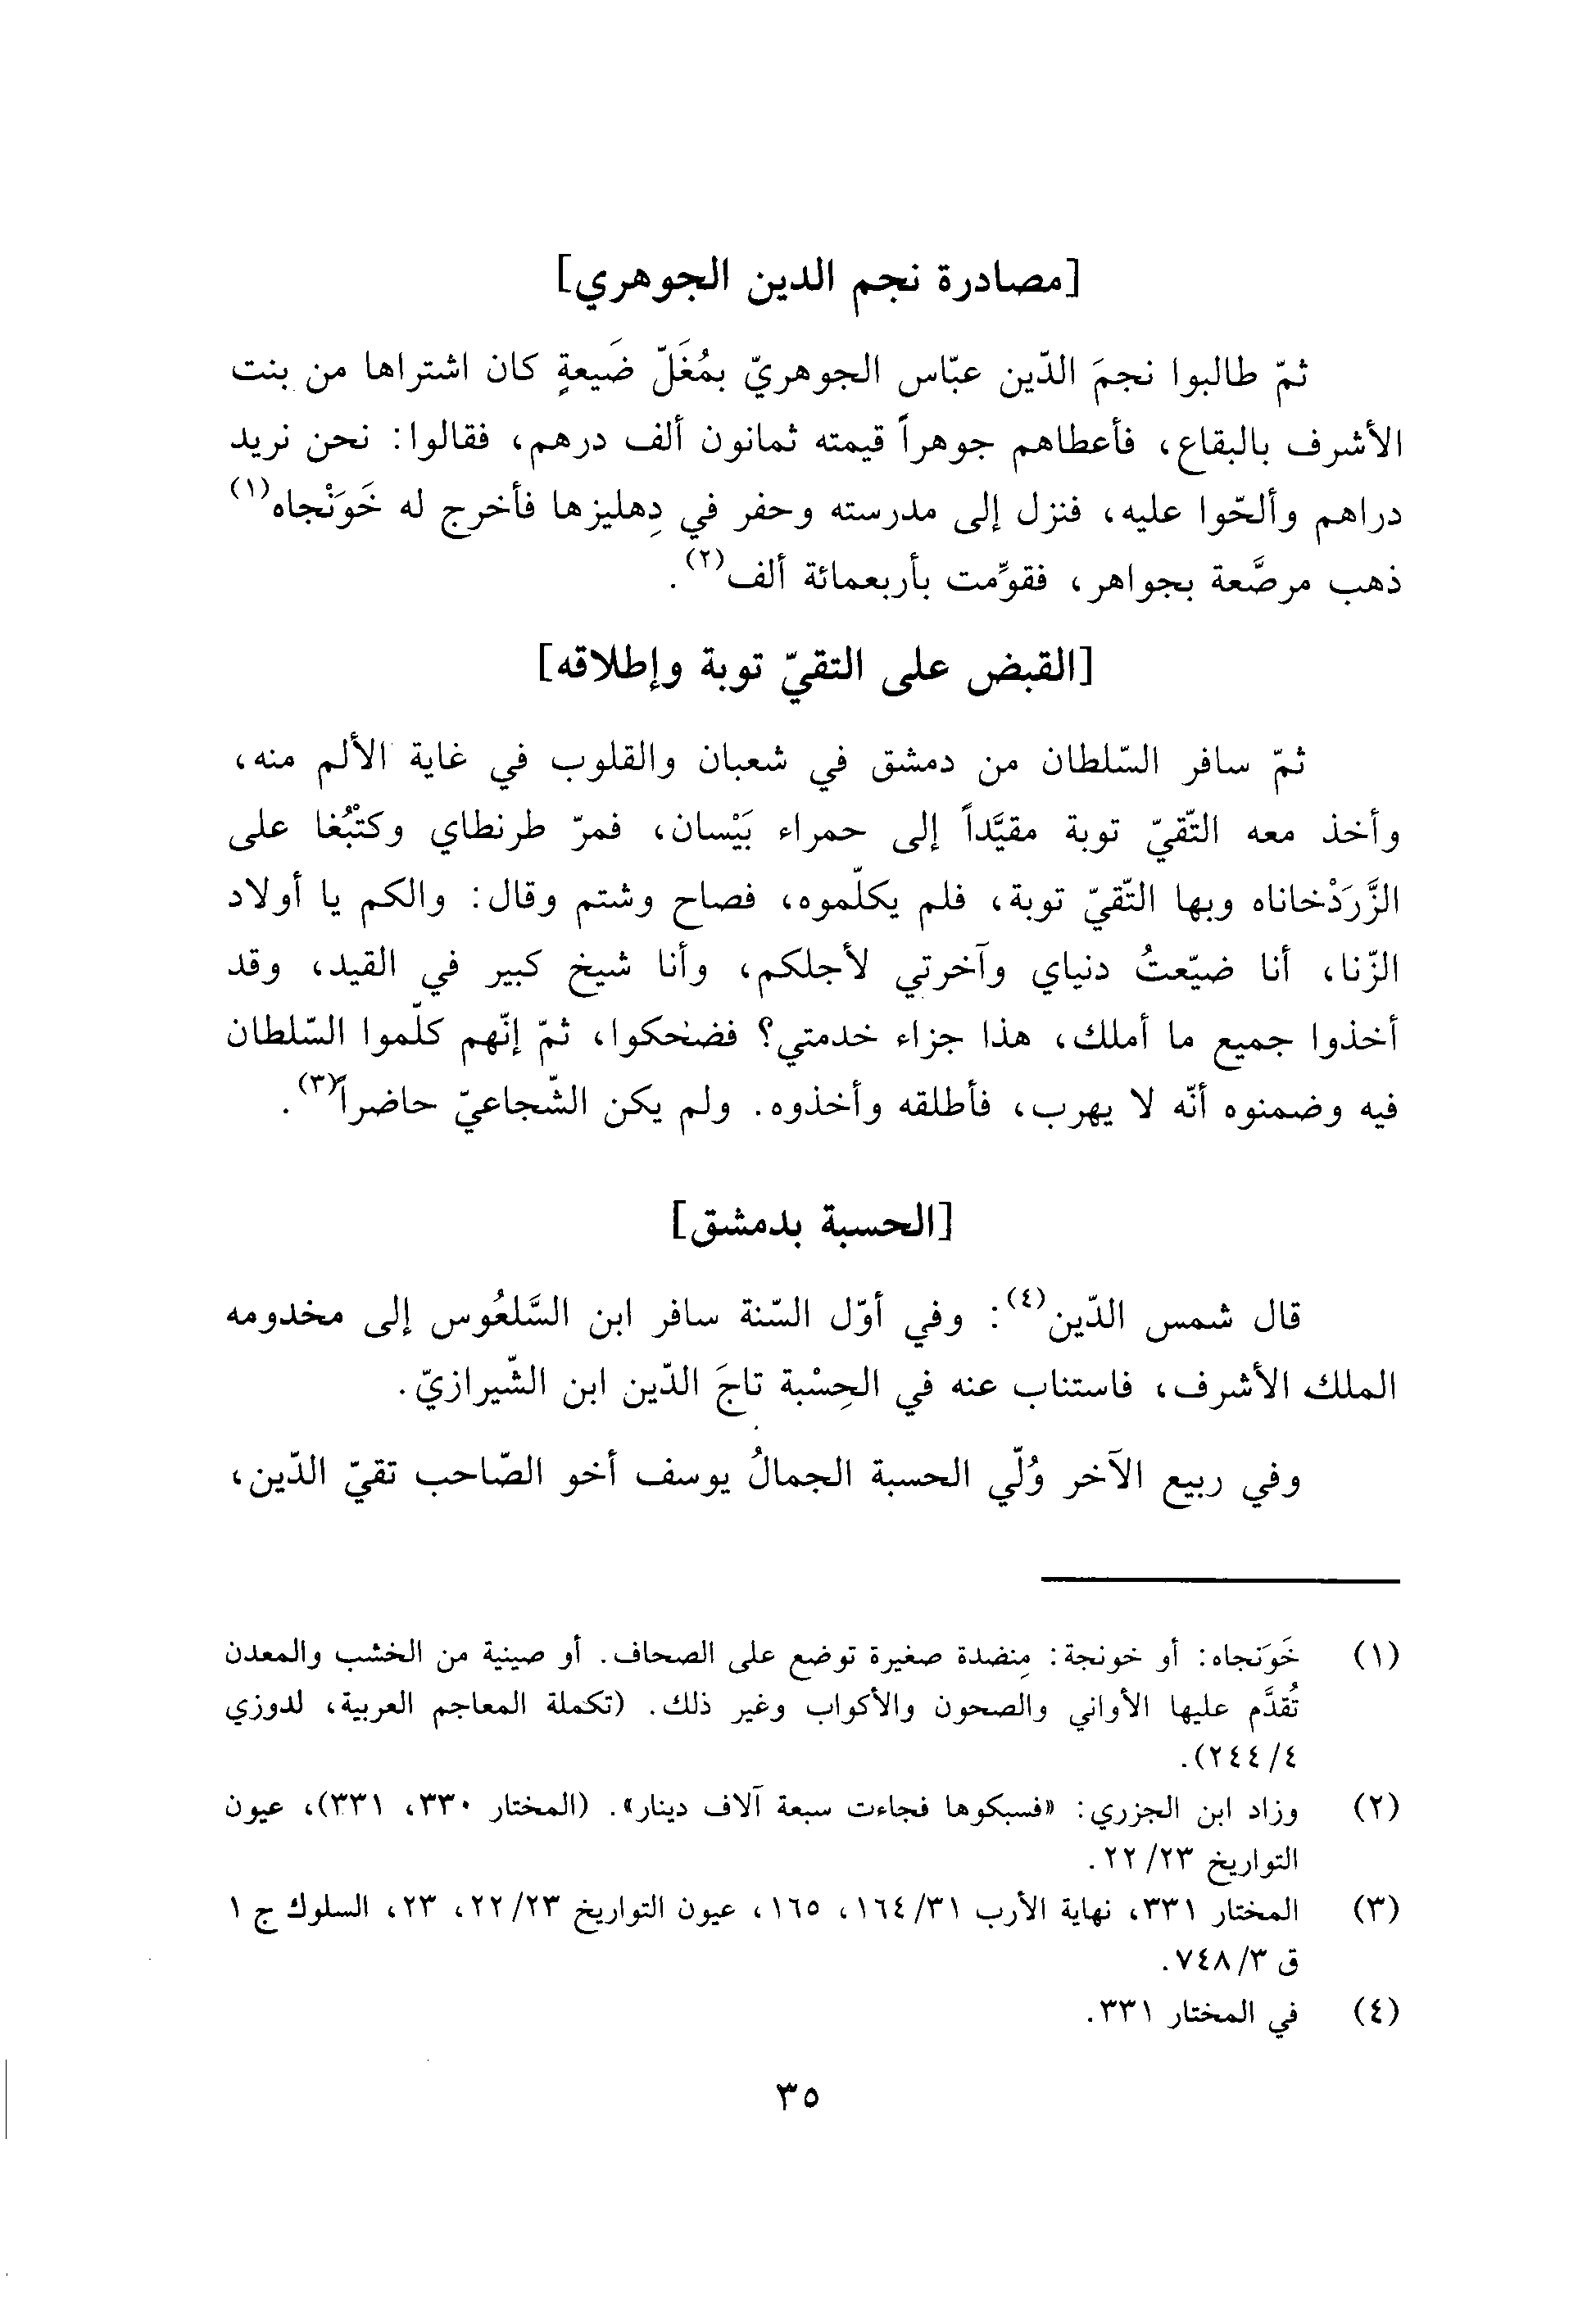 [مصادرة نجم الدين الجوهري]
ثمّ طالبوا نجمَ الدّين عبّاس الجوهريّ بمُغَلّ ضَيعةٍ كان اشتراها من بنت
الأشرف بالبقاع، فأعطاهم جوهراً قيمته ثمانون ألف درهم، فقالوا: نحن نريد
دراهم وألحّوا عليه، فنزل إلى مدرسته وحفر في دِهليزها فأخرج له خَوَنْجاه(١)
ذهب مرصَّعة بجواهر، فقوِّمت بأربعمائة ألف(٢).
[القبض على التقيّ توبة وإطلاقه]
ثمّ سافر السّلطان من دمشق في شعبان والقلوب في غاية الألم منه،
وأخذ معه التّقيّ توبة مقيَّداً إلى حمراء بَيْسان، فمرّ طرنطاي وكتْبُغا على
الزَّرَدْخاناه وبها التّقيّ توبة، فلم يكلّموه، فصاح وشتم وقال: والكم يا أولاد
الزّنا، أنا ضيّعتُ دنياي وآخرتي لأجلكم، وأنا شيخ كبير في القيد، وقد
أخذوا جميع ما أملك، هذا جزاء خدمتي؟ فضحكوا، ثمّ إنّهم كلّموا السّلطان
فيه وضمنوه أنّه لا يهرب، فأطلقه وأخذوه. ولم يكن الشّجاعيّ حاضراً(٣).
[الحسبة بدمشق]
قال شمس الدّين(٤): وفي أوّل السّنة سافر ابن السَّلعُوس إلى مخدومه
الملك الأشرف، فاستناب عنه في الحِسْبة تاجَ الدّين ابن الشّيرازيّ.
وفي ربيع الآخر وُلّي الحسبة الجمالُ يوسف أخو الصّاحب تقيّ الدّين،
(١) خَوَنجاه: أو خونجة: مِنضدة صغيرة توضع على الصحاف. أو صينية من الخشب والمعدن
تُقدَّم عليها الأواني والصحون والأكواب وغير ذلك. (تكملة المعاجم العربية، لدوزي
٤/ ٢٤٤).
(٢) وزاد ابن الجزري: «فسبكوها فجاءت سبعة آلاف دينار». (المختار ٣٣٠، ٣٣١)، عيون
التواريخ ٢٣/ ٢٢.
(٣) المختار ٣٣١، نهاية الأرب ٣١/ ١٦٤، ١٦٥، عيون التواريخ ٢٣/ ٢٢، ٢٣، السلوك ج ١
ق ٣/ ٧٤٨.
(٤) في المختار ٣٣١.
٣٥